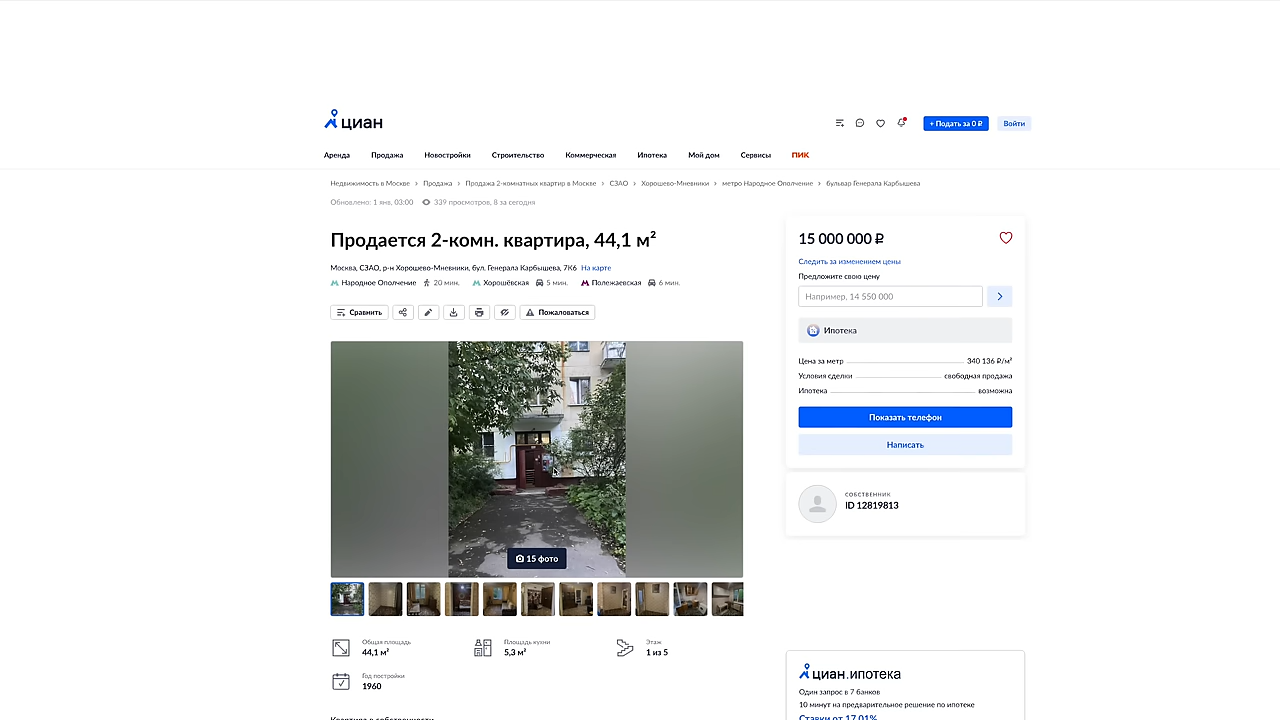 циан
+ Подать за 0 ₽
Войти
Аренда Продажа Новостройки Строительство Коммерческая Ипотека Мой дом Сервисы ПИК
Недвижимость в Москве > Продажа > Продажа 2-комнатных квартир в Москве > СЗАО > Хорошево-Мневники > метро Народное Ополчение > бульвар Генерала Карбышева
Обновлено: 1 янв, 03:00 339 просмотров, 8 за сегодня
Продается 2-комн. квартира, 44,1 м²
Москва, СЗАО, р-н Хорошево-Мневники, бул. Генерала Карбышева, 7К6 На карте
Народное Ополчение 20 мин. Хорошёвская 5 мин. Полежаевская 6 мин.
Сравнить
Пожаловаться
15 фото
Общая площадь
44,1 м²
Площадь кухни
5,3 м²
Этаж
1 из 5
Год постройки
1960
Квартира в собственности
15 000 000 ₽
Следить за изменением цены
Предложите свою цену
Например, 14 550 000
Ипотека
Цена за метр 340 136 ₽/м²
Условия сделки свободная продажа
Ипотека возможна
Показать телефон
Написать
СОБСТВЕННИК
ID 12819813
циан.ипотека
Один запрос в 7 банков
10 минут на предварительное решение по ипотеке
Ставки от 17,01%